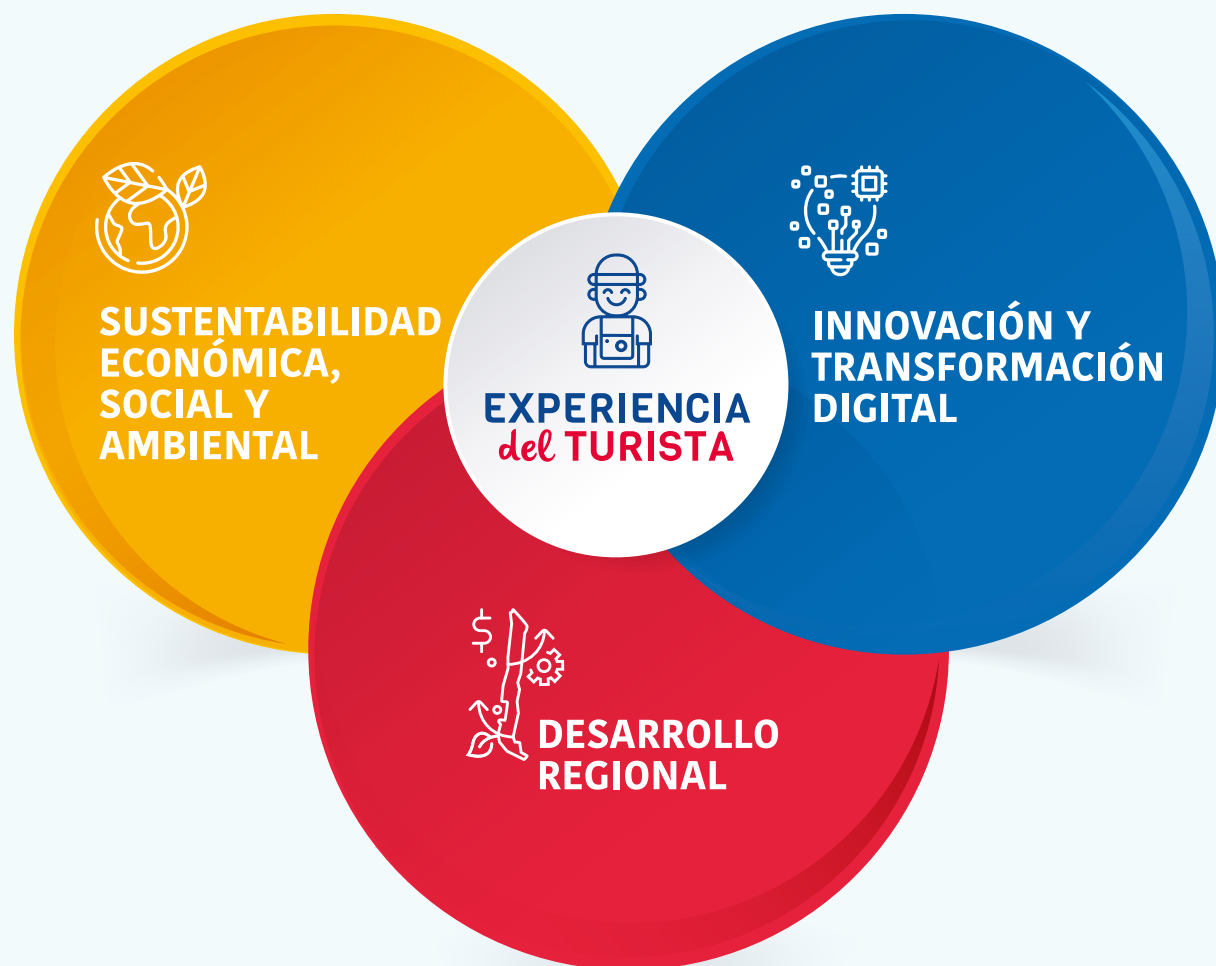 SUSTENTABILIDAD
ECONÓMICA,
SOCIAL Y
AMBIENTAL
EXPERIENCIA
del TURISTA
INNOVACIÓN Y
TRANSFORMACIÓN
DIGITAL
$
DESARROLLO
REGIONAL